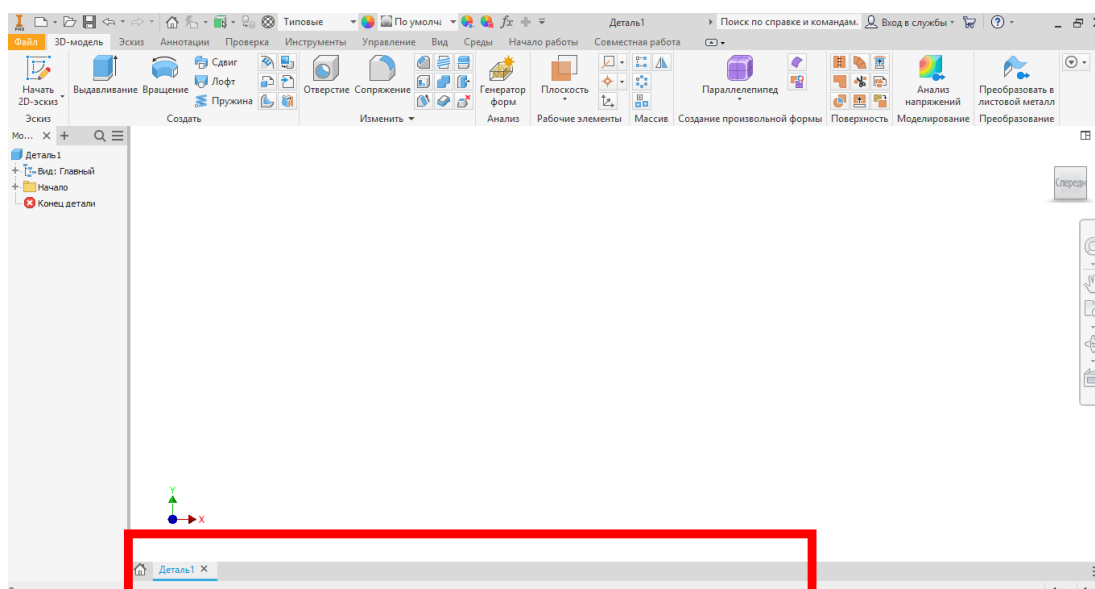 PRO Типовые По умолча fx Деталь1 Поиск по справке и командам. Вход в службы
Файл 3D-модель Эскиз Аннотации Проверка Инструменты Управление Вид Среды Начало работы Совместная работа
Начать 2D-эскиз
Выдавливание
Вращение
Сдвиг
Лофт
Пружина
Отверстие
Сопряжение
Генератор форм
Плоскость
Параллелепипед
Анализ напряжений
Преобразовать в листовой металл
Эскиз Создать Изменить Анализ Рабочие элементы Массив Создание произвольной формы Поверхность Моделирование Преобразование
Мо... X +
Деталь1
Вид: Главный
Начало
Конец детали
Спереди
Y
X
Деталь1 X